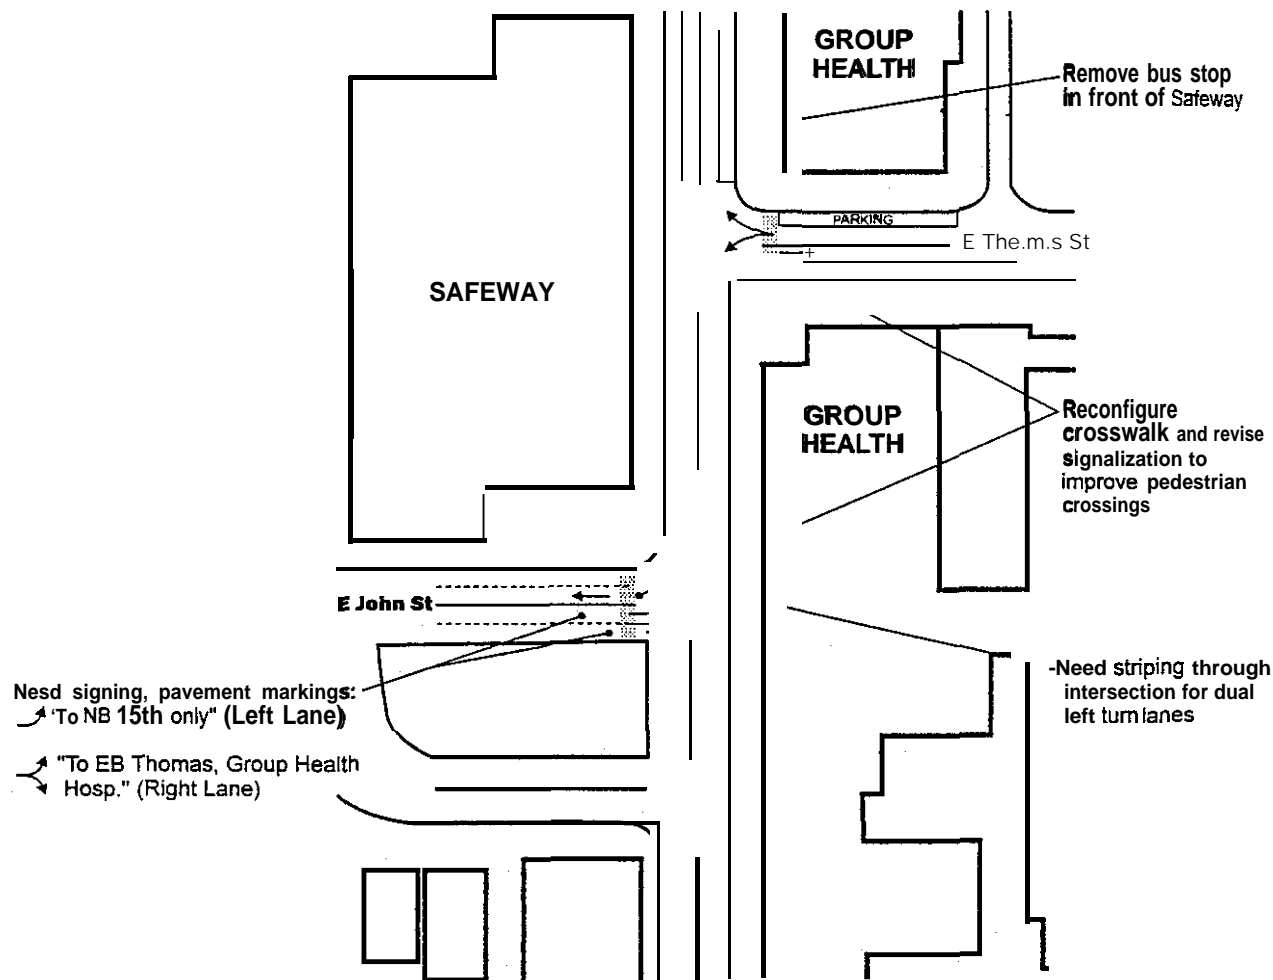 GROUP
HEALTH
Remove bus stop
in front of Safeway
PARKING
E The.m.s St
SAFEWAY
GROUP
HEALTH
Reconfigure
crosswalk and revise
signalization to
improve pedestrian
crossings
E John St
Nesd signing, pavement markings:
'To NB 15th only" (Left Lane)
"To EB Thomas, Group Health
Hosp." (Right Lane)
-Need striping through
intersection for dual
left turn lanes